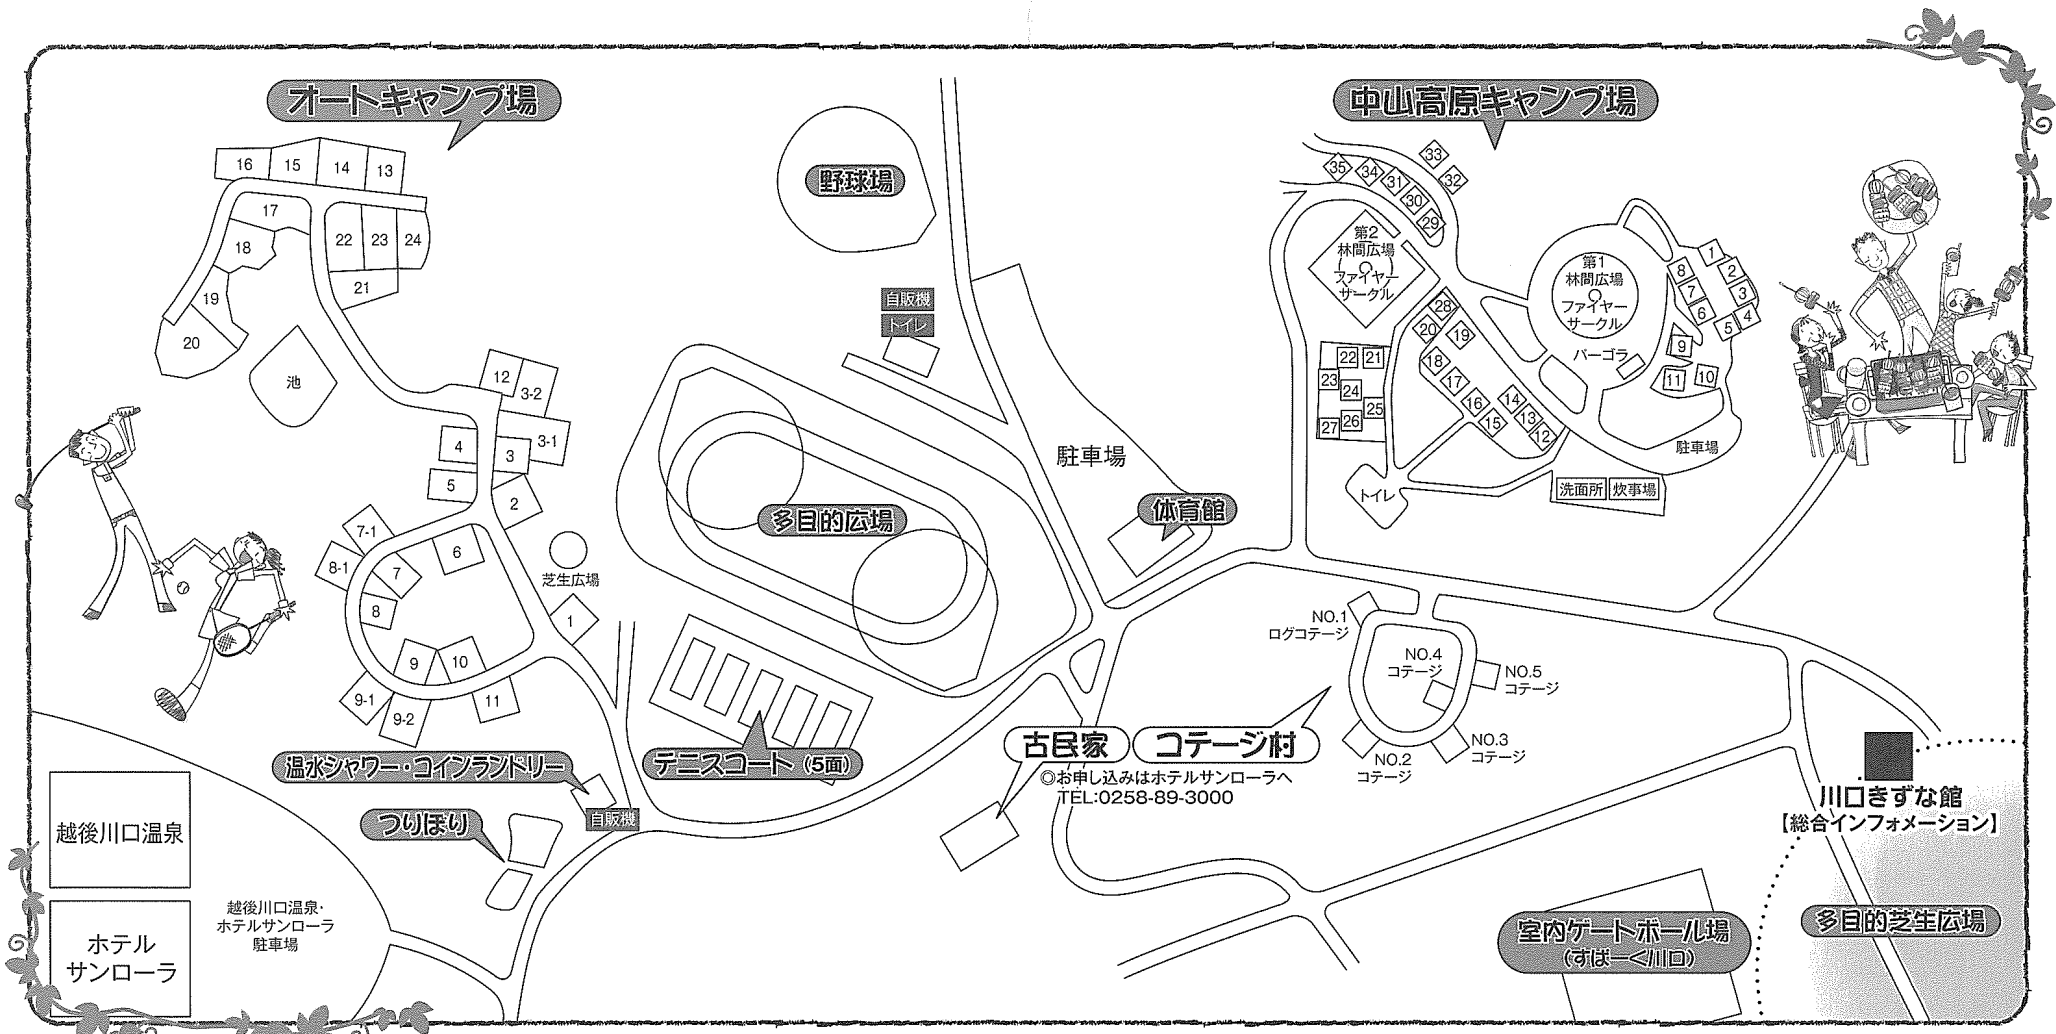 オートキャンプ場
16
15
14
13
17
18
19
20
22
23
24
21
池
12
3-2
3-1
4
3
5
2
7-1
8-1
7
6
8
芝生広場
1
9
10
9-1
9-2
11
温水シャワー・コインランドリー
自販機
つりぼり
越後川口温泉
ホテル
サンローラ
越後川口温泉・
ホテルサンローラ
駐車場
野球場
自販機
トイレ
多目的広場
テニスコート(5面)
駐車場
体育館
中山高原キャンプ場
35
34
33
32
31
30
29
第2
林間広場
ファイヤー
サークル
第1
林間広場
ファイヤー
サークル
パーゴラ
1
8
2
7
3
6
4
5
9
11
10
28
20
19
18
17
16
15
14
13
12
22
21
23
24
25
26
27
トイレ
駐車場
洗面所
炊事場
NO.1
ログコテージ
NO.4
コテージ
NO.5
コテージ
NO.3
コテージ
NO.2
コテージ
古民家
コテージ村
◎お申し込みはホテルサンローラへ
TEL:0258-89-3000
川口きずな館
【総合インフォメーション】
多目的芝生広場
室内ゲートボール場
(すぱーく川口)